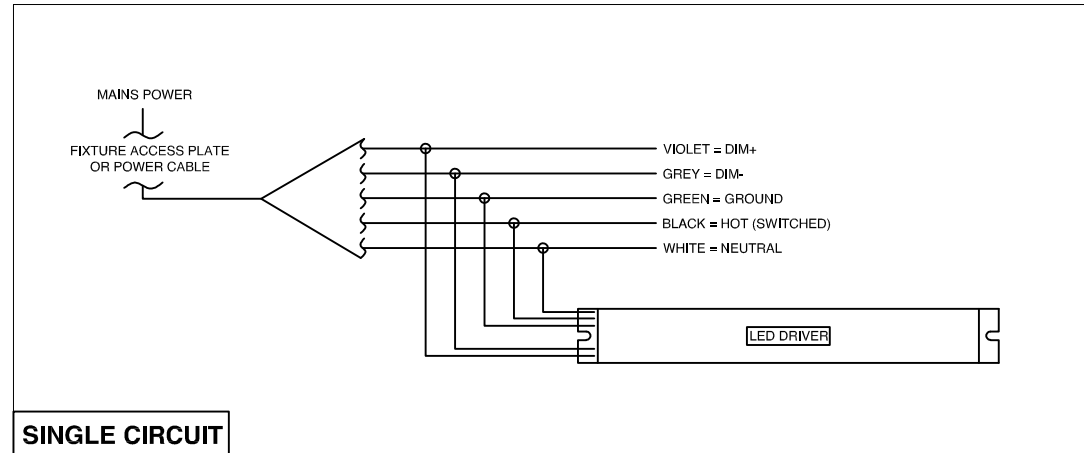 MAINS POWER
FIXTURE ACCESS PLATE
OR POWER CABLE
VIOLET = DIM+
GREY = DIM-
GREEN = GROUND
BLACK = HOT (SWITCHED)
WHITE = NEUTRAL
LED DRIVER
SINGLE CIRCUIT